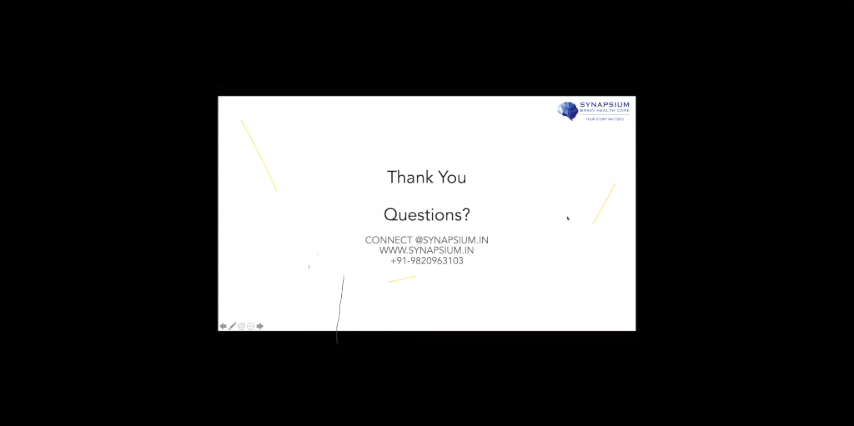 SYNAPSIUM
BRAIN HEALTH CARE
YOUR STORY MATTERS
Thank You
Questions?
CONNECT @SYNAPSIUM.IN
WWW.SYNAPSIUM.IN
+91-9820963103